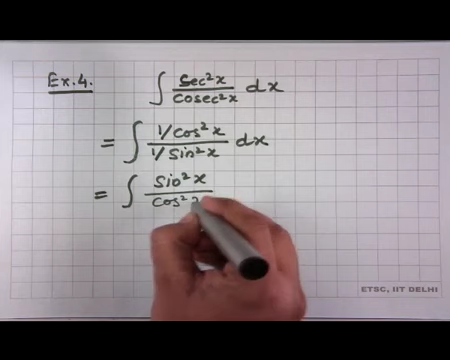 Ex.4. ∫ sec²x / cosec²x dx
= ∫ 1/cos²x / 1/sin²x dx
= ∫ sin²x / cos²
ETSC, IIT DELHI